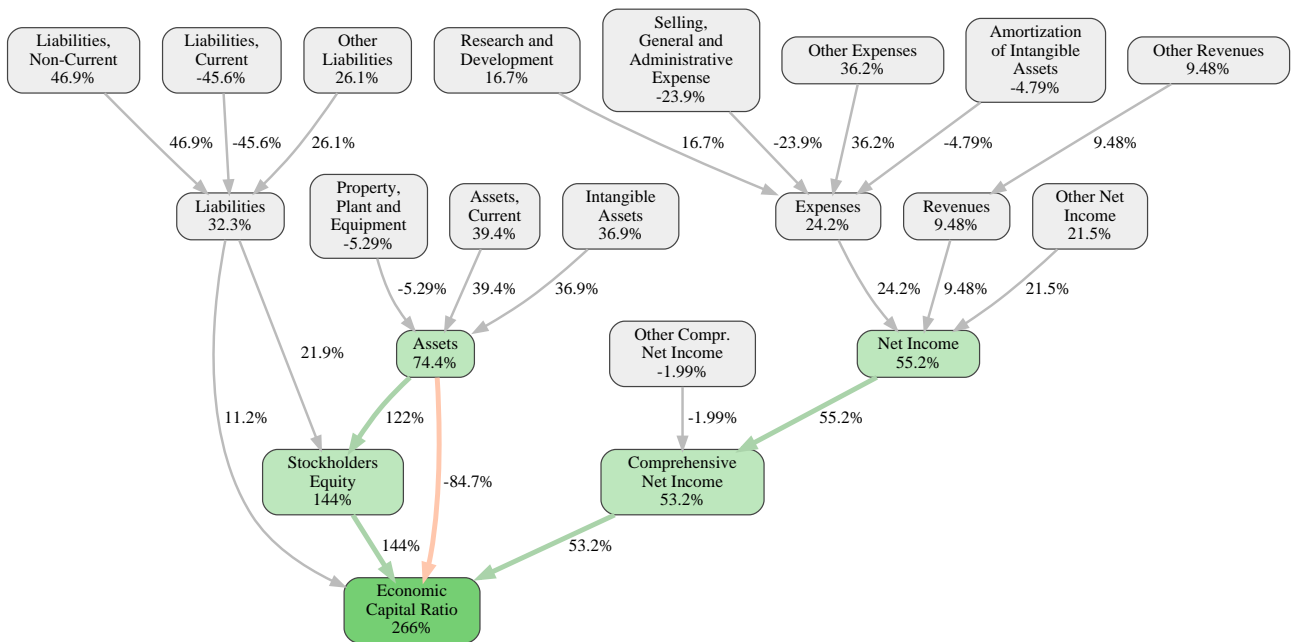 Liabilities,
Non-Current
46.9%
Liabilities,
Current
-45.6%
Other
Liabilities
26.1%
Research and
Development
16.7%
Selling,
General and
Administrative
Expense
-23.9%
Other Expenses
36.2%
Amortization
of Intangible
Assets
-4.79%
Other Revenues
9.48%
46.9%
-45.6%
26.1%
16.7%
-23.9%
36.2%
-4.79%
9.48%
Liabilities
32.3%
Property,
Plant and
Equipment
-5.29%
Assets,
Current
39.4%
Intangible
Assets
36.9%
Expenses
24.2%
Revenues
9.48%
Other Net
Income
21.5%
-5.29%
39.4%
36.9%
24.2%
9.48%
21.5%
21.9%
Assets
74.4%
Other Compr.
Net Income
-1.99%
Net Income
55.2%
11.2%
122%
-1.99%
55.2%
Stockholders
Equity
144%
-84.7%
Comprehensive
Net Income
53.2%
144%
53.2%
Economic
Capital Ratio
266%